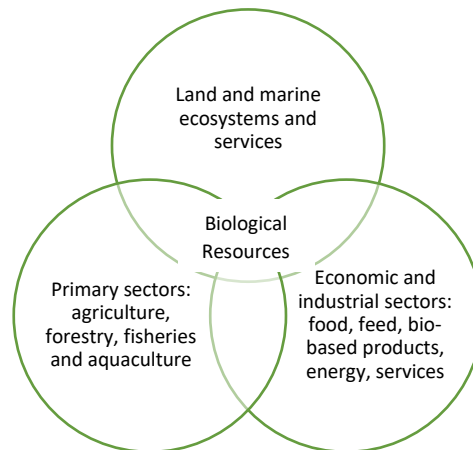 Land and marine
ecosystems and
services
Biological
Resources
Primary sectors:
agriculture,
forestry, fisheries
and aquaculture
Economic and
industrial sectors:
food, feed, bio-
based products,
energy, services